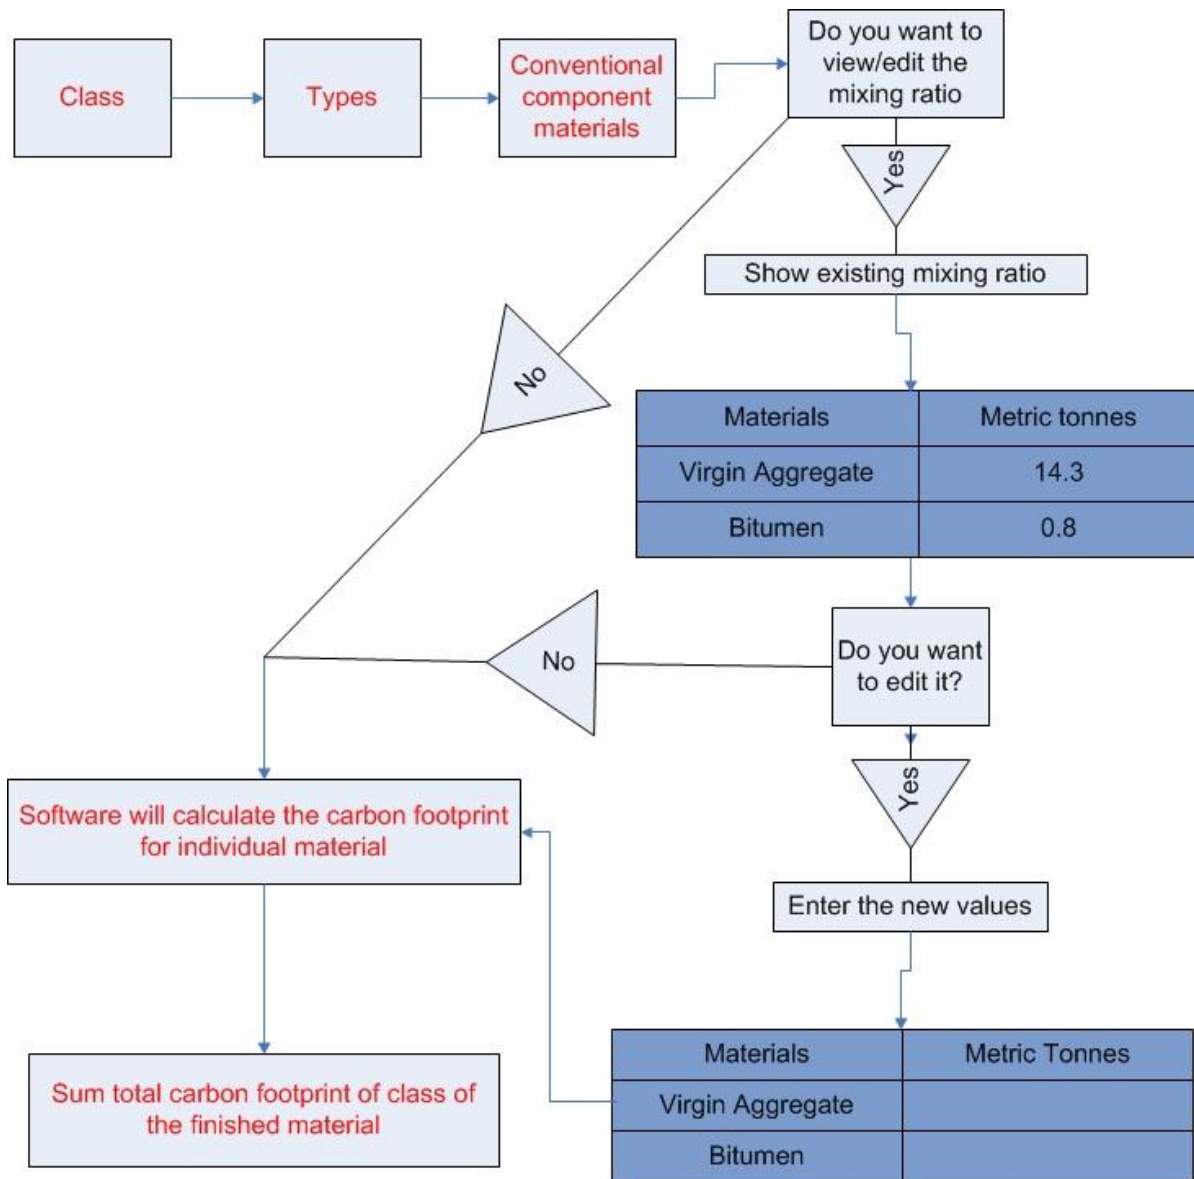 Class
Types
Conventional
component
materials
Do you want to
view/edit the
mixing ratio
Yes
Show existing mixing ratio
No
Materials Metric tonnes
Virgin Aggregate 14.3
Bitumen 0.8
Do you want
to edit it?
No
Yes
Software will calculate the carbon footprint
for individual material
Enter the new values
Materials Metric Tonnes
Virgin Aggregate
Bitumen
Sum total carbon footprint of class of
the finished material